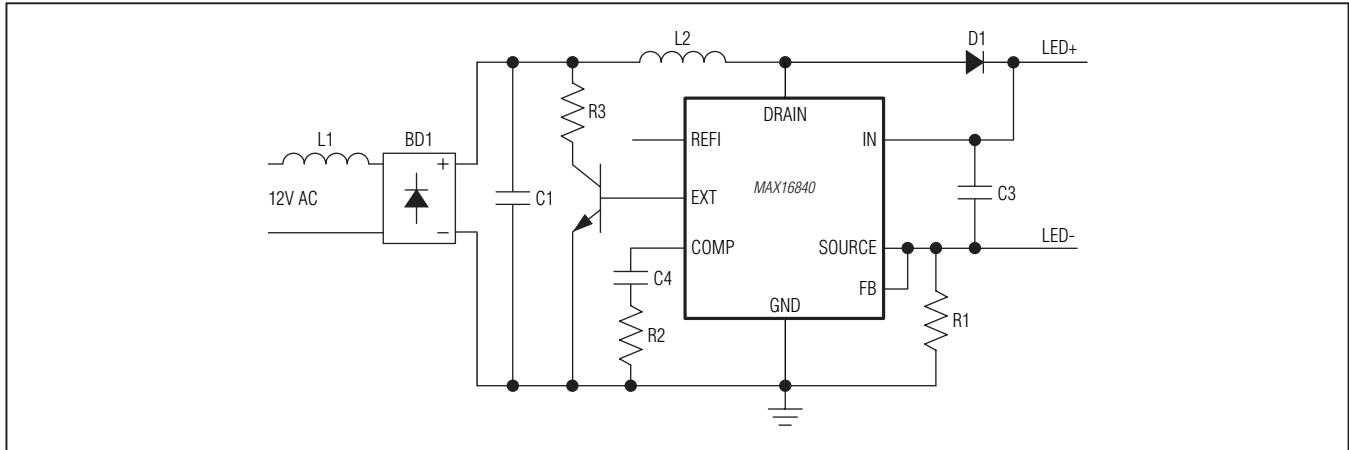 L2
D1
LED+
R3
DRAIN
L1
BD1
REFI
IN
+
12V AC
C1
EXT
MAX16840
C3
−
COMP
SOURCE
LED-
C4
FB
GND
R2
R1